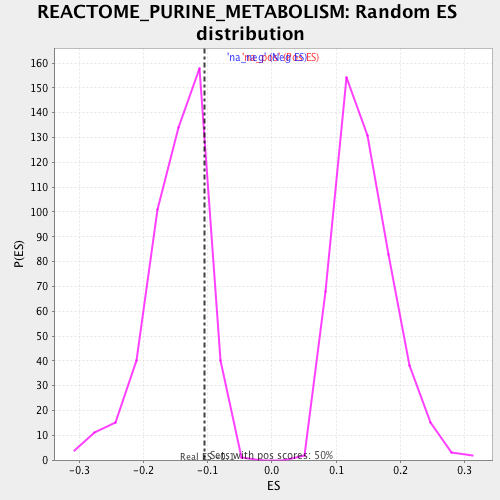 REACTOME_PURINE_METABOLISM: Random ES
distribution
160
150
140
130
120
110
100
90
80
70
60
50
40
30
20
10
0
P(ES)
Sets with pos scores: 50%
Real ES
-0.3 -0.2 -0.1 0.0 0.1 0.2 0.3
ES